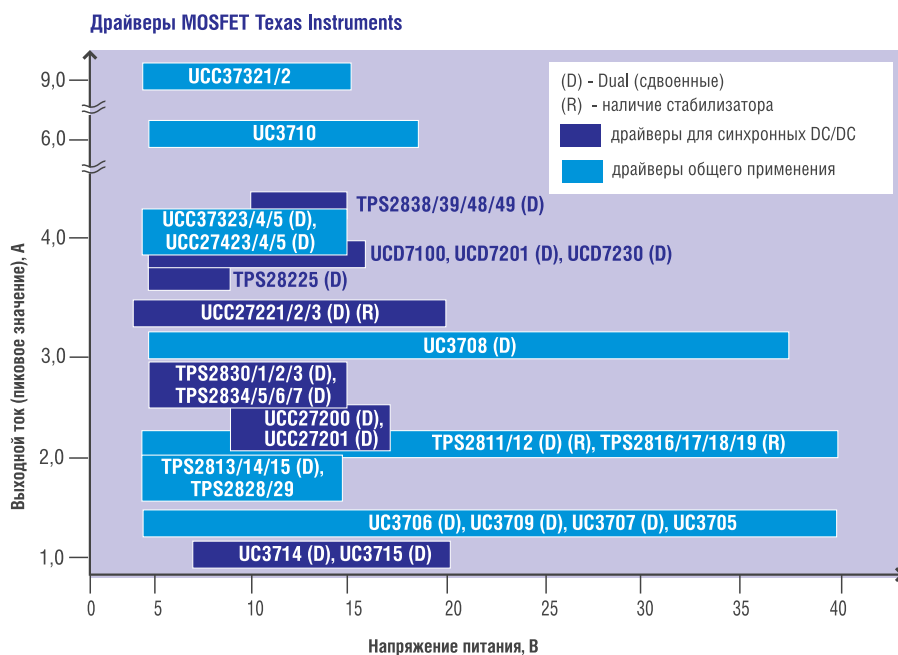 Драйверы MOSFET Texas Instruments
(D) - Dual (сдвоенные)
(R) - наличие стабилизатора
драйверы для синхронных DC/DC
драйверы общего применения
Выходной ток (пиковое значение), А
9,0
6,0
4,0
3,0
2,0
1,0
UCC37321/2
UC3710
TPS2838/39/48/49 (D)
UCC37323/4/5 (D),
UCC27423/4/5 (D)
UCD7100, UCD7201 (D), UCD7230 (D)
TPS28225 (D)
UCC27221/2/3 (D) (R)
UC3708 (D)
TPS2830/1/2/3 (D),
TPS2834/5/6/7 (D)
UCC27200 (D),
UCC27201 (D)
TPS2811/12 (D) (R), TPS2816/17/18/19 (R)
TPS2813/14/15 (D),
TPS2828/29
UC3706 (D), UC3709 (D), UC3707 (D), UC3705
UC3714 (D), UC3715 (D)
0 5 10 15 20 25 30 35 40
Напряжение питания, В